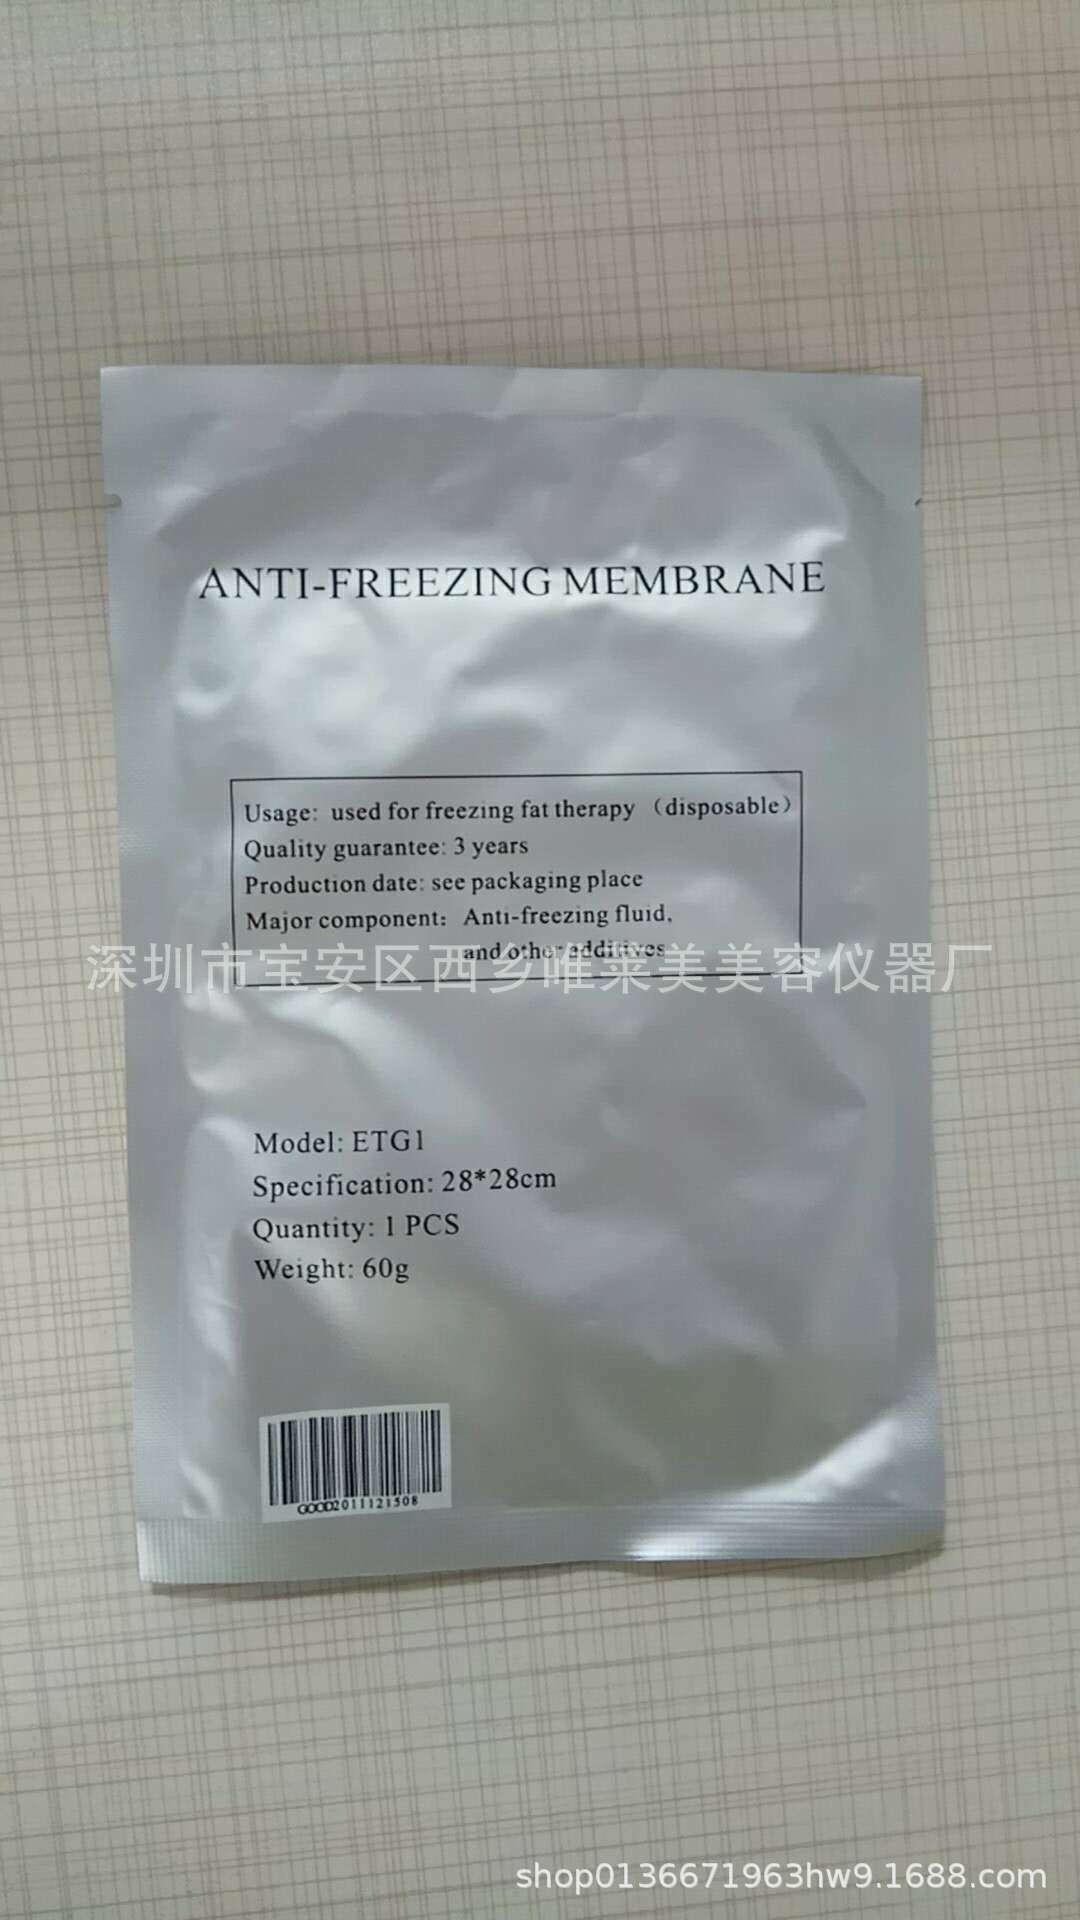 ANTI-FREEZING MEMBRANE
Usage: used for freezing fat therapy （disposable）
Quality guarantee: 3 years
Production date: see packaging place
Major component: Anti-freezing fluid,
and other additives
深圳市宝安区西乡唯莱美美容仪器厂
Model: ETG1
Specification: 28*28cm
Quantity: 1 PCS
Weight: 60g
GOOD2011121508
shop0136671963hw9.1688.com